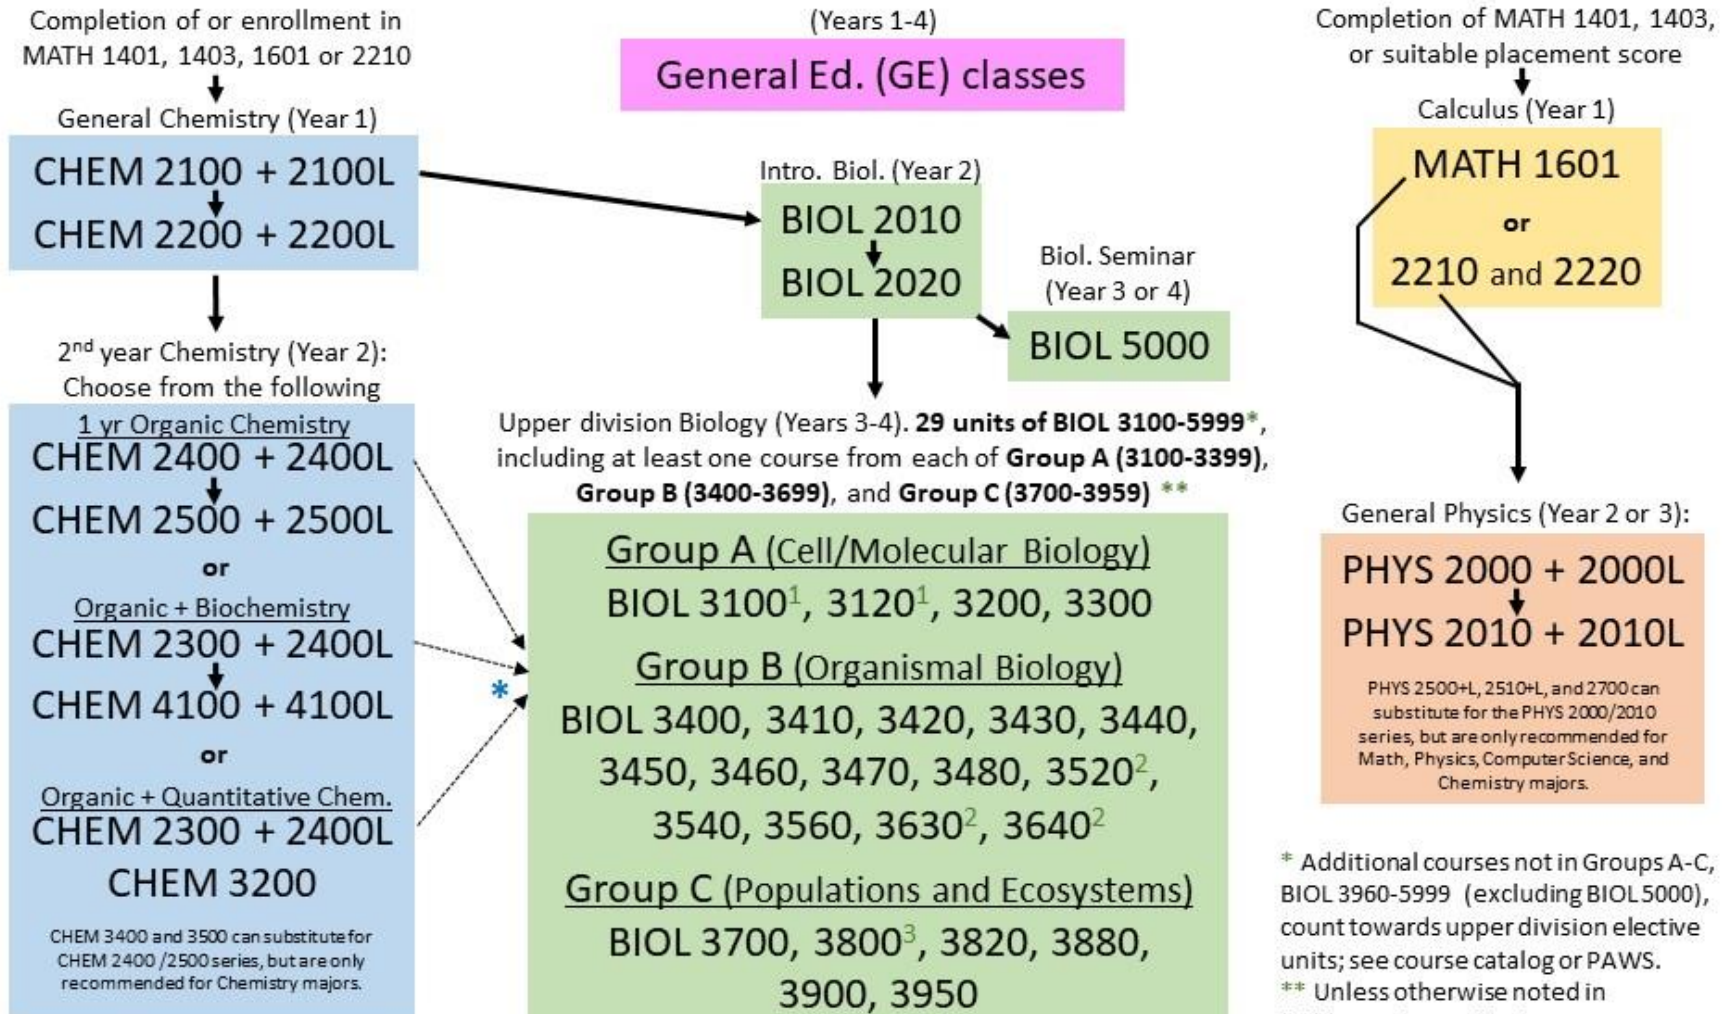 Completion of or enrollment in
MATH 1401, 1403, 1601 or 2210
General Chemistry (Year 1)
CHEM 2100 + 2100L
CHEM 2200 + 2200L
2nd year Chemistry (Year 2):
Choose from the following
1 yr Organic Chemistry
CHEM 2400 + 2400L
CHEM 2500 + 2500L
or
Organic + Biochemistry
CHEM 2300 + 2400L
CHEM 4100 + 4100L
or
Organic + Quantitative Chem.
CHEM 2300 + 2400L
CHEM 3200
CHEM 3400 and 3500 can substitute for
CHEM 2400 /2500 series, but are only
recommended for Chemistry majors.
(Years 1-4)
General Ed. (GE) classes
Intro. Biol. (Year 2)
BIOL 2010
BIOL 2020
Biol. Seminar
(Year 3 or 4)
BIOL 5000
Upper division Biology (Years 3-4). 29 units of BIOL 3100-5999*,
including at least one course from each of Group A (3100-3399),
Group B (3400-3699), and Group C (3700-3959) **
*
Group A (Cell/Molecular Biology)
BIOL 3100¹, 3120¹, 3200, 3300
Group B (Organismal Biology)
BIOL 3400, 3410, 3420, 3430, 3440,
3450, 3460, 3470, 3480, 3520²,
3540, 3560, 3630², 3640²
Group C (Populations and Ecosystems)
BIOL 3700, 3800³, 3820, 3880,
3900, 3950
Completion of MATH 1401, 1403,
or suitable placement score
Calculus (Year 1)
MATH 1601
or
2210 and 2220
General Physics (Year 2 or 3):
PHYS 2000 + 2000L
PHYS 2010 + 2010L
PHYS 2500+L, 2510+L, and 2700 can
substitute for the PHYS 2000/2010
series, but are only recommended for
Math, Physics, Computer Science, and
Chemistry majors.
* Additional courses not in Groups A-C,
BIOL 3960-5999 (excluding BIOL 5000),
count towards upper division elective
units; see course catalog or PAWS.
** Unless otherwise noted in